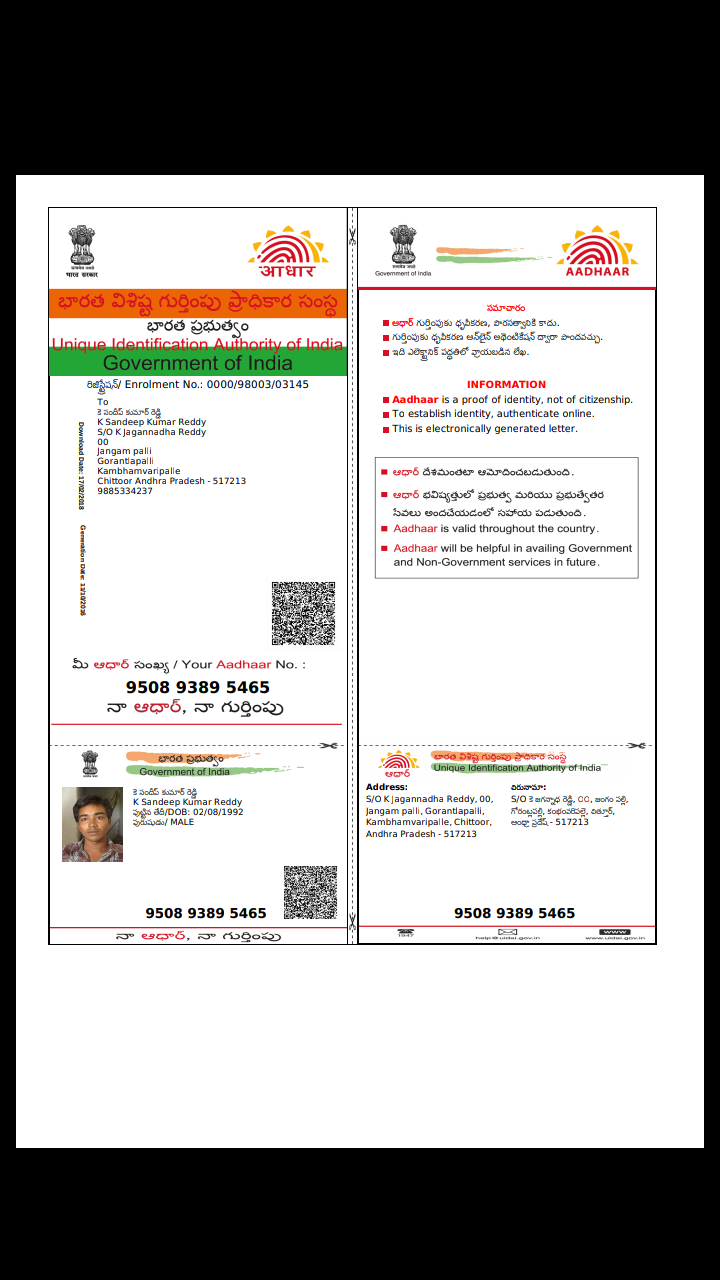 भारत सरकार
आधार
భారత విశిష్ట గుర్తింపు ప్రాధికార సంస్థ
భారత ప్రభుత్వం
Unique Identification Authority of India
Government of India
రిజిస్ట్రేషన్/ Enrolment No.: 0000/98003/03145
To
కె సందీప్ కుమార్ రెడ్డి
K Sandeep Kumar Reddy
S/O K Jagannadha Reddy
00
Jangam palli
Gorantlapalli
Kambhamvaripalle
Chittoor Andhra Pradesh - 517213
9885334237
Download Date: 17/02/2018
Generation Date: 11/10/2016
మీ ఆధార్ సంఖ్య / Your Aadhaar No. :
9508 9389 5465
నా ఆధార్, నా గుర్తింపు
Government of India
AADHAAR
సమాచారం
ఆధార్ గుర్తింపుకు ధృవీకరణ, పౌరసత్వానికి కాదు.
గుర్తింపుకు ధృవీకరణ ఆన్‌లైన్ అథెంటికేషన్ ద్వారా పొందవచ్చు.
ఇది ఎలెక్ట్రానిక్ పద్ధతిలో వ్రాయబడిన లేఖ.
INFORMATION
Aadhaar is a proof of identity, not of citizenship.
To establish identity, authenticate online.
This is electronically generated letter.
ఆధార్ దేశమంతటా ఆమోదించబడుతుంది.
ఆధార్ భవిష్యత్తులో ప్రభుత్వ మరియు ప్రభుత్వేతర
సేవలు అందచేయడంలో సహాయ పడుతుంది.
Aadhaar is valid throughout the country.
Aadhaar will be helpful in availing Government
and Non-Government services in future.
భారత ప్రభుత్వం
Government of India
కె సందీప్ కుమార్ రెడ్డి
K Sandeep Kumar Reddy
పుట్టిన తేదీ/DOB: 02/08/1992
పురుషుడు/ MALE
9508 9389 5465
నా ఆధార్, నా గుర్తింపు
ఆధార్
భారత విశిష్ట గుర్తింపు ప్రాధికార సంస్థ
Unique Identification Authority of India
Address:
S/O K Jagannadha Reddy, 00,
Jangam palli, Gorantlapalli,
Kambhamvaripalle, Chittoor,
Andhra Pradesh - 517213
చిరునామా:
S/O కె జగన్నాధ రెడ్డి, 00, జంగం పల్లి,
గోరంట్లపల్లి, కంభంవారిపల్లె, చిత్తూర్,
ఆంధ్రా ప్రదేశ్ - 517213
9508 9389 5465
1947
help@uidai.gov.in
www
www.uidai.gov.in